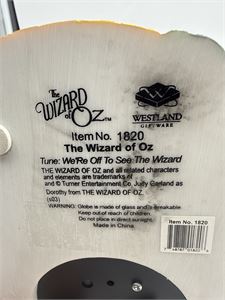 The
WIZARD
of OZ™
WESTLAND
GIFTWARE
Item No. 1820
The Wizard of Oz
Tune: We'Re Off To See The Wizard
THE WIZARD OF OZ and all related characters
and elements are trademarks of
and © Turner Entertainment Co. Judy Garland as
Dorothy from THE WIZARD OF OZ.
(s03)
WARNING: Globe is made of glass and is Breakable
Keep out of reach of children.
Do not place in direct sunlight.
Made in China.
Item No. 1820